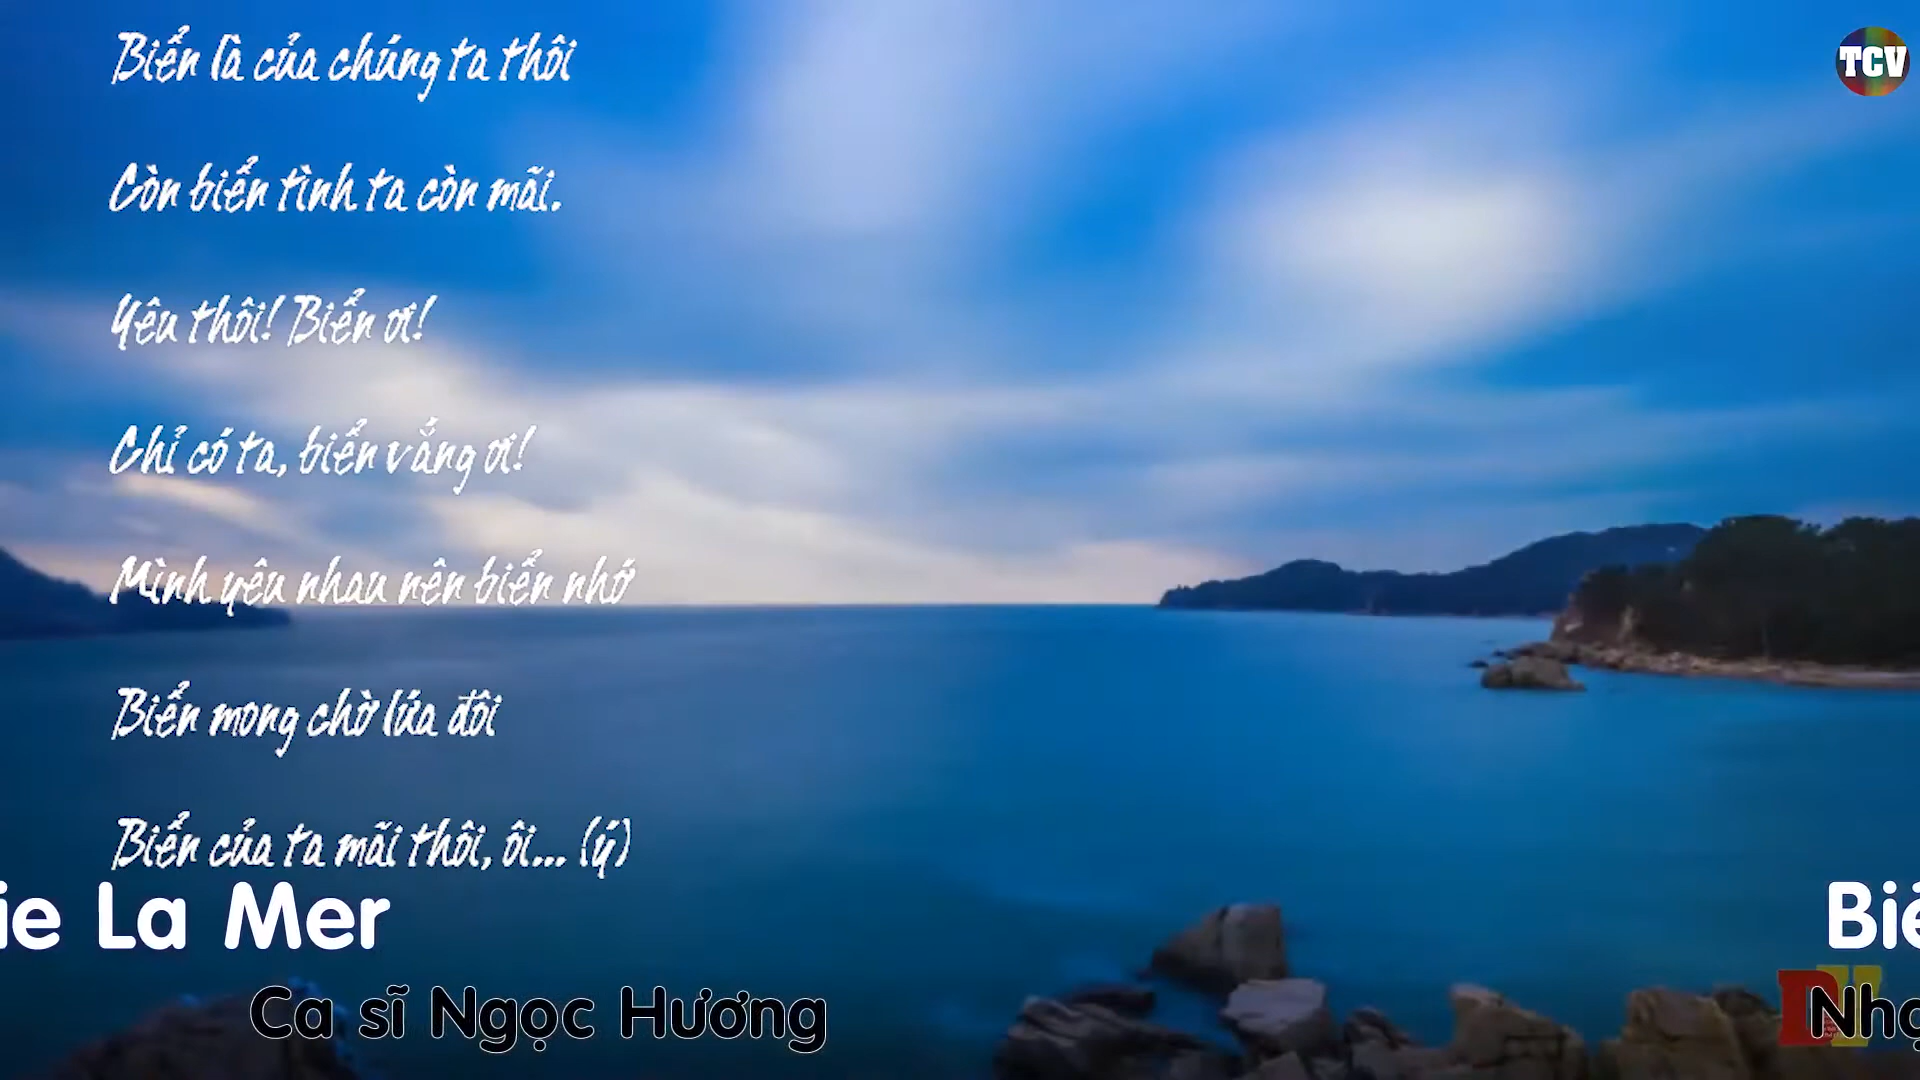 Biển là của chúng ta thôi
TCV
Còn biển tình ta còn mãi.
Yêu thôi! Biển ơi!
Chỉ có ta, biển vắng ơi!
Mình yêu nhau nên biển nhớ
Biển mong chờ lứa đôi
Biển của ta mãi thôi, ôi... (ý)
ie La Mer
Ca sĩ Ngọc Hương